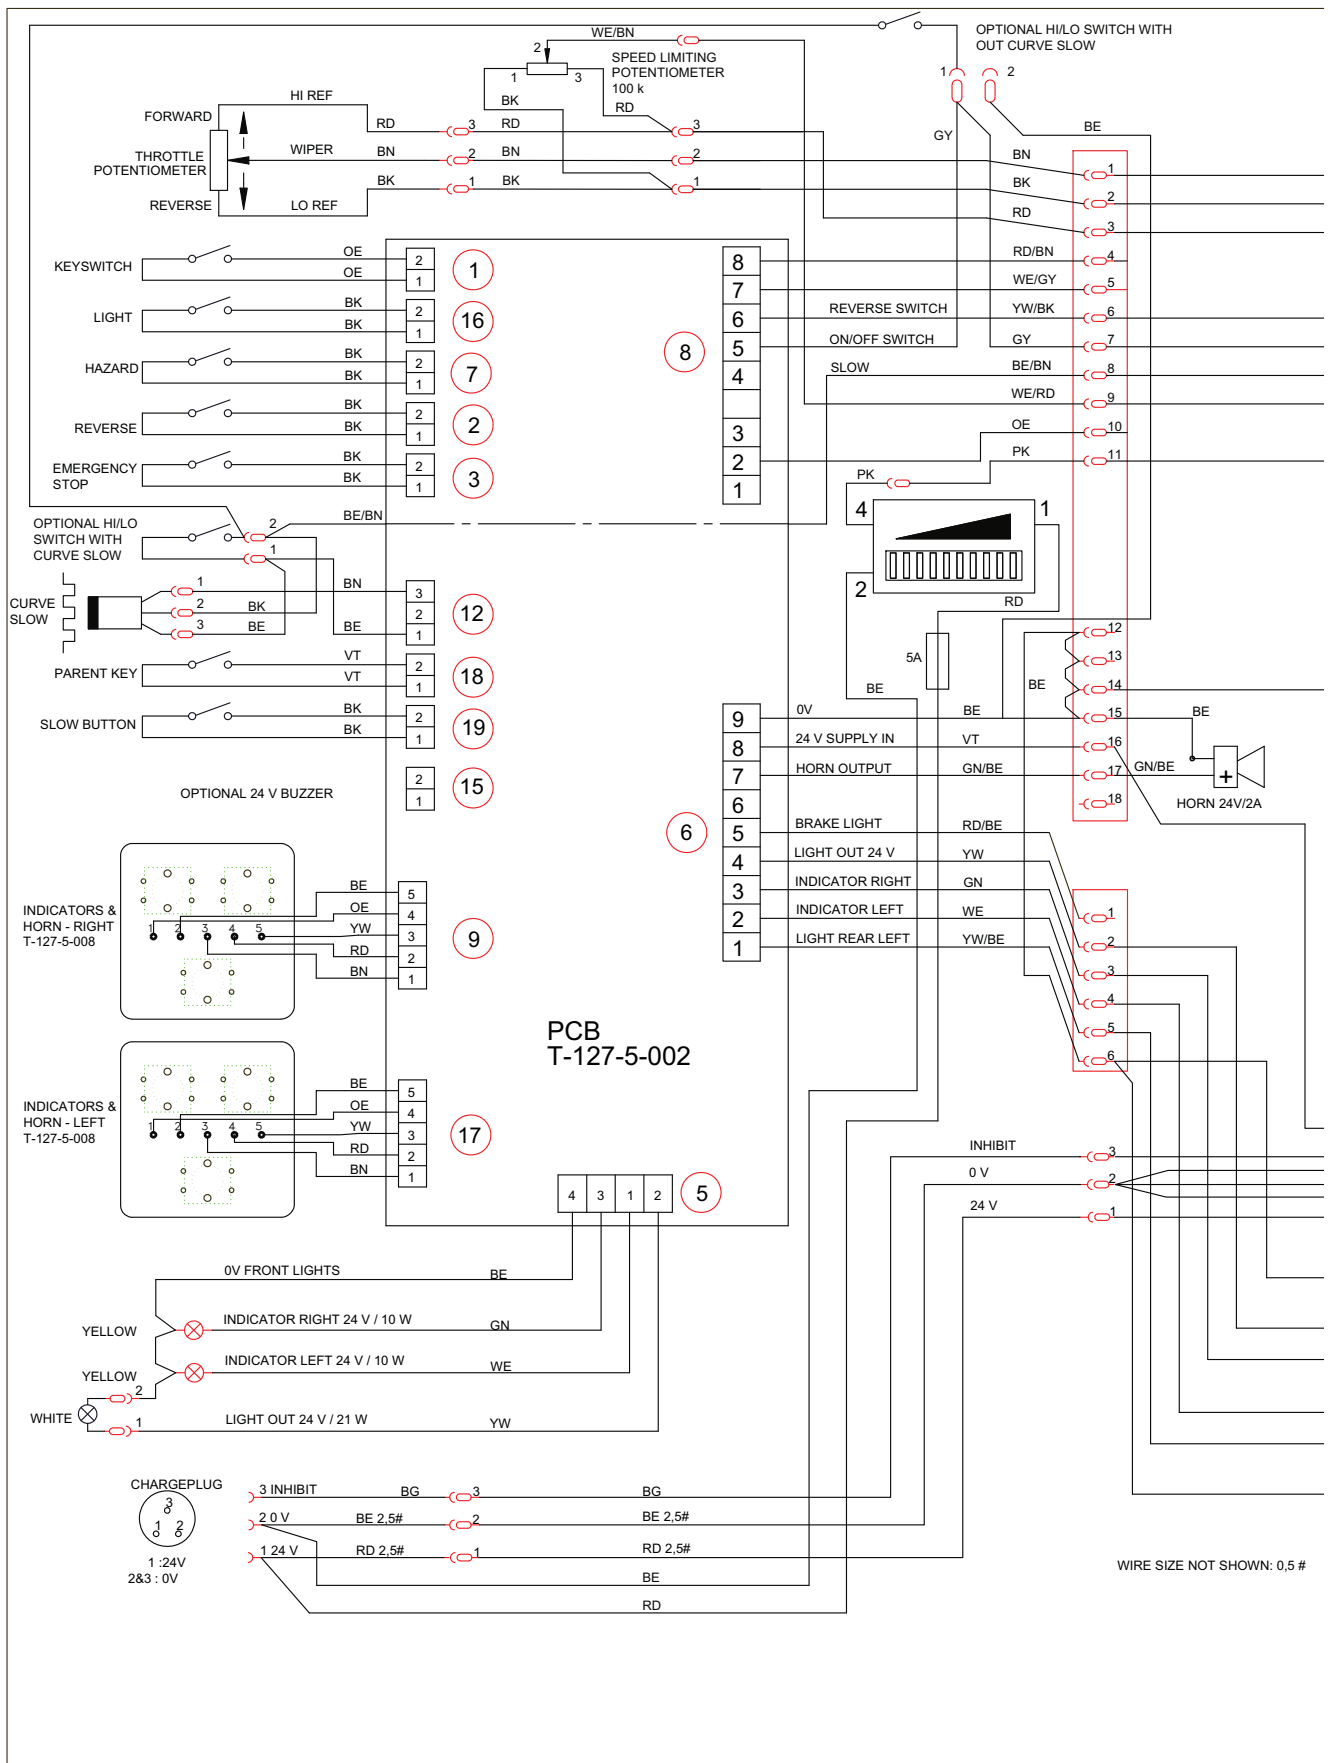 WE/BN
OPTIONAL HI/LO SWITCH WITH
OUT CURVE SLOW
2
1
3
SPEED LIMITING
POTENTIOMETER
100 k
1
2
HI REF
BK
RD
FORWARD
RD
3
RD
3
GY
BE
THROTTLE
POTENTIOMETER
WIPER
BN
2
BN
2
BN
1
REVERSE
LO REF
BK
1
BK
1
BK
2
RD
3
KEYSWITCH
OE
OE
2
1
1
8
RD/BN
4
7
WE/GY
5
LIGHT
BK
BK
2
1
16
6
REVERSE SWITCH
YW/BK
6
8
5
ON/OFF SWITCH
GY
7
HAZARD
BK
BK
2
1
7
4
SLOW
BE/BN
8
WE/RD
9
REVERSE
BK
BK
2
1
2
3
OE
10
2
PK
11
EMERGENCY
STOP
BK
BK
2
1
3
1
PK
4
1
2
RD
OPTIONAL HI/LO
SWITCH WITH
CURVE SLOW
2
1
BE/BN
CURVE
SLOW
1
2
3
BN
BK
BE
BE
3
2
1
12
12
13
14
15
16
17
18
5A
BE
BE
PARENT KEY
VT
VT
2
1
18
SLOW BUTTON
BK
BK
2
1
19
OPTIONAL 24 V BUZZER
2
1
15
9
0V
BE
BE
8
24 V SUPPLY IN
VT
7
HORN OUTPUT
GN/BE
GN/BE
+
HORN 24V/2A
6
6
5
BRAKE LIGHT
RD/BE
4
LIGHT OUT 24 V
YW
3
INDICATOR RIGHT
GN
2
INDICATOR LEFT
WE
1
LIGHT REAR LEFT
YW/BE
1
2
3
4
5
6
INDICATORS &
HORN - RIGHT
T-127-5-008
1 2 3 4 5
BE
OE
YW
RD
BN
5
4
3
2
1
9
PCB
T-127-5-002
INDICATORS &
HORN - LEFT
T-127-5-008
1 2 3 4 5
BE
OE
YW
RD
BN
5
4
3
2
1
17
4 3 1 2
5
INHIBIT
3
0 V
2
24 V
1
0V FRONT LIGHTS
BE
YELLOW
INDICATOR RIGHT 24 V / 10 W
GN
YELLOW
INDICATOR LEFT 24 V / 10 W
WE
2
WHITE
1
LIGHT OUT 24 V / 21 W
YW
CHARGEPLUG
3
1 2
1 :24V
2&3 : 0V
3 INHIBIT
BG
3
BG
2 0 V
BE 2,5#
2
BE 2,5#
1 24 V
RD 2,5#
1
RD 2,5#
BE
RD
WIRE SIZE NOT SHOWN: 0,5 #